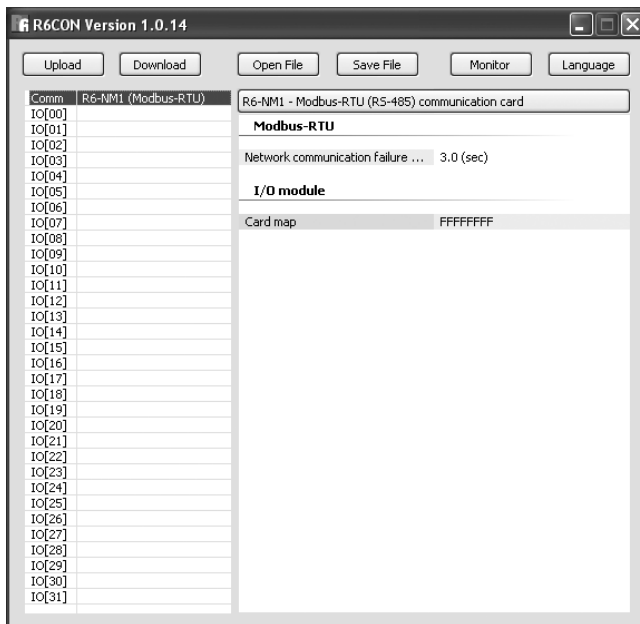 R6CON Version 1.0.14
Upload Download Open File Save File Monitor Language
Comm R6-NM1 (Modbus-RTU)
IO[00]
IO[01]
IO[02]
IO[03]
IO[04]
IO[05]
IO[06]
IO[07]
IO[08]
IO[09]
IO[10]
IO[11]
IO[12]
IO[13]
IO[14]
IO[15]
IO[16]
IO[17]
IO[18]
IO[19]
IO[20]
IO[21]
IO[22]
IO[23]
IO[24]
IO[25]
IO[26]
IO[27]
IO[28]
IO[29]
IO[30]
IO[31]
R6-NM1 - Modbus-RTU (RS-485) communication card
Modbus-RTU
Network communication failure ... 3.0 (sec)
I/O module
Card map FFFFFFFF